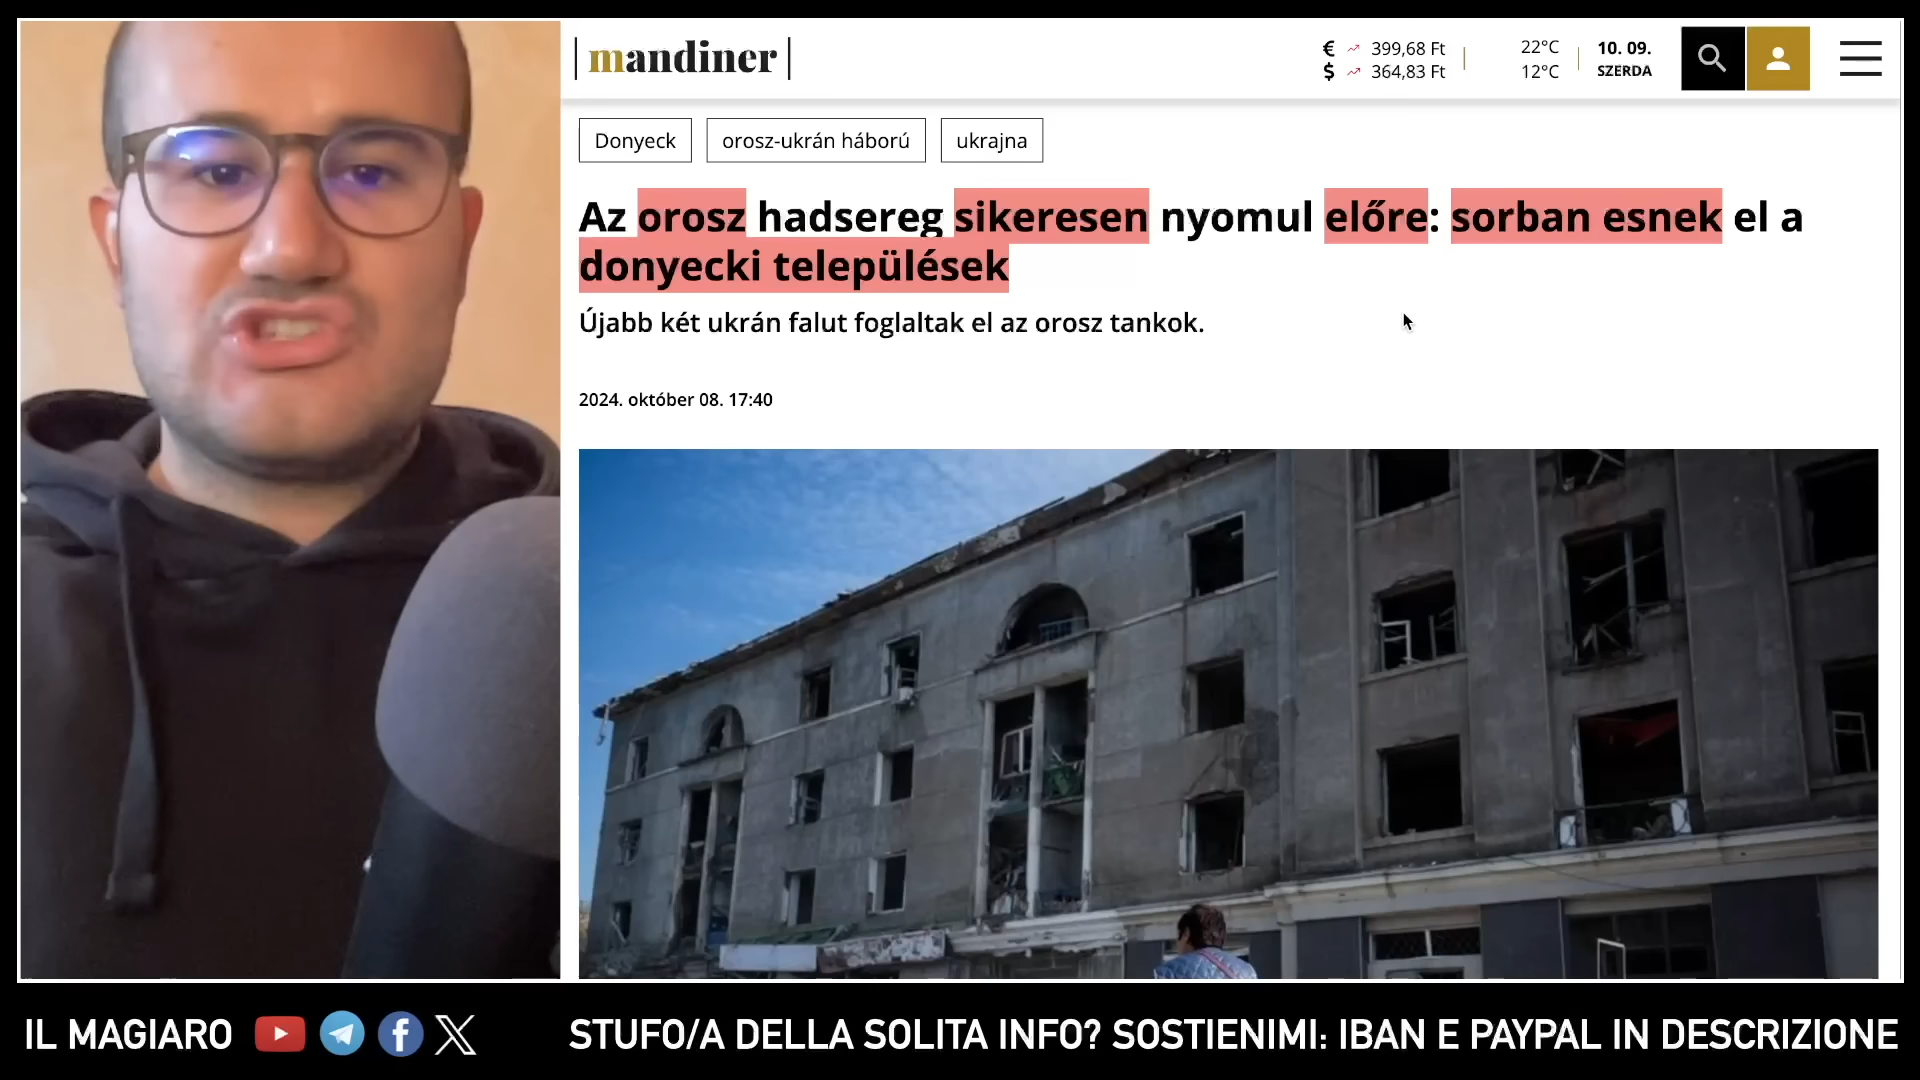 mandiner
€ 399,68 Ft
$ 364,83 Ft
22°C
12°C
10. 09.
SZERDA
Donyeck
orosz-ukrán háború
ukrajna
Az orosz hadsereg sikeresen nyomul előre: sorban esnek el a
donyecki települések
Újabb két ukrán falut foglaltak el az orosz tankok.
2024. október 08. 17:40
IL MAGIARO
STUFO/A DELLA SOLITA INFO? SOSTIENIMI: IBAN E PAYPAL IN DESCRIZIONE